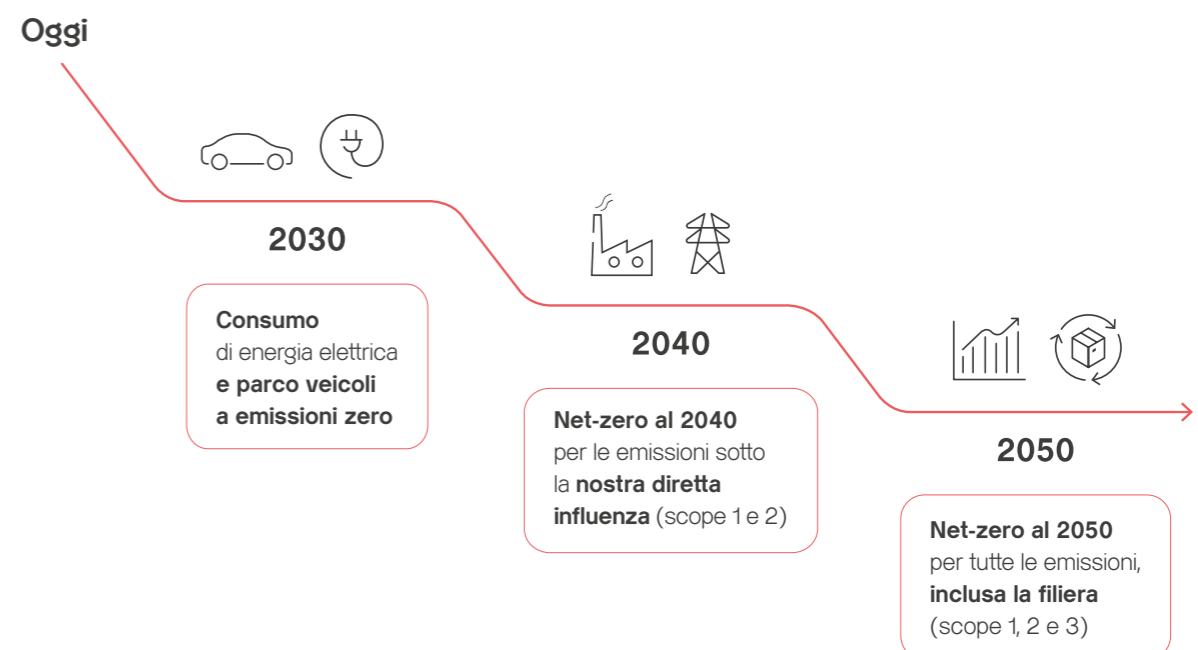 Oggi
2030
Consumo
di energia elettrica
e parco veicoli
a emissioni zero
2040
Net-zero al 2040
per le emissioni sotto
la nostra diretta
influenza (scope 1 e 2)
2050
Net-zero al 2050
per tutte le emissioni,
inclusa la filiera
(scope 1, 2 e 3)